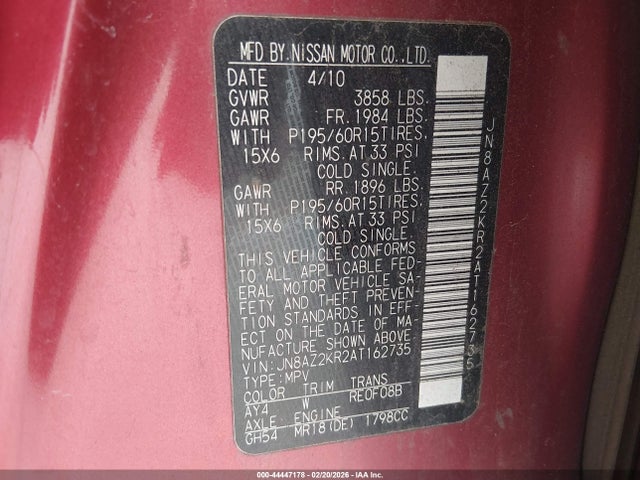 MFD BY NISSAN MOTOR CO.,LTD.
DATE 4/10
GVWR 3858 LBS.
GAWR FR. 1984 LBS.
WITH P195/60R15TIRES.
15X6 RIMS.AT 33 PSI
COLD SINGLE.
GAWR RR. 1896 LBS.
WITH P195/60R15TIRES.
15X6 RIMS.AT 33 PSI
COLD SINGLE.
THIS VEHICLE CONFORMS
TO ALL APPLICABLE FED-
ERAL MOTOR VEHICLE SA-
FETY AND THEFT PREVEN-
TION STANDARDS IN EFF-
ECT ON THE DATE OF MA-
NUFACTURE SHOWN ABOVE
VIN:JN8AZ2KR2AT162735
TYPE:MPV
COLOR TRIM TRANS
AY4 W RE0F08B
AXLE ENGINE
GH54 MR18(DE) 1798CC
JN8AZ2KR2AT162735
000-44447178 - 02/20/2026 - COPART